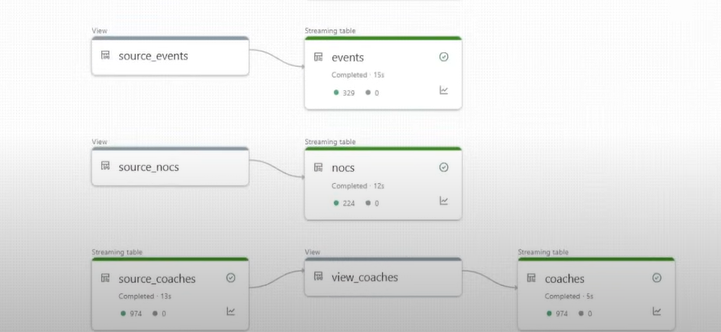 View
source_events
Streaming table
events
Completed · 15s
329 0
View
source_nocs
Streaming table
nocs
Completed · 12s
224 0
Streaming table
source_coaches
Completed · 13s
974 0
View
view_coaches
Streaming table
coaches
Completed · 5s
974 0